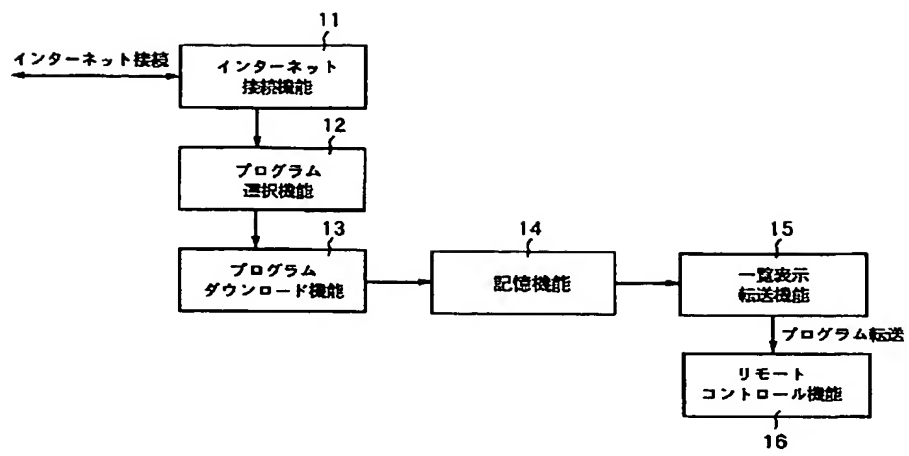 11
インターネット接続
インターネット
接続機能
12
プログラム
選択機能
13
プログラム
ダウンロード機能
14
記憶機能
15
一覧表示
転送機能
プログラム転送
リモート
コントロール機能
16